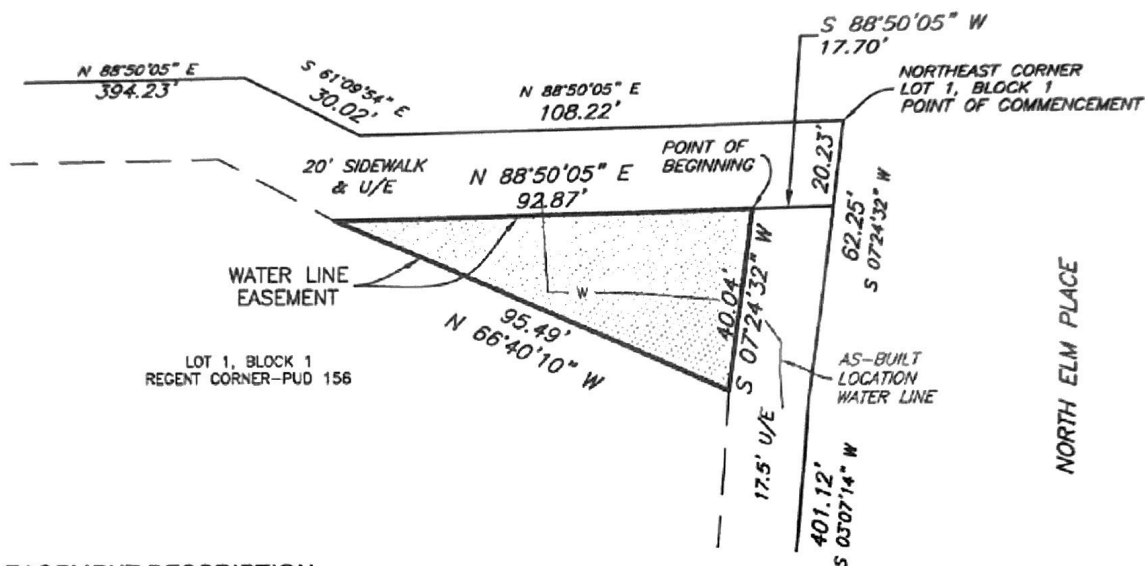 S 88°50'05" W
17.70'
N 88°50'05" E
394.23'
S 61°09'54" E
30.02'
N 88°50'05" E
108.22'
NORTHEAST CORNER
LOT 1, BLOCK 1
POINT OF COMMENCEMENT
20' SIDEWALK
& U/E
N 88°50'05" E
92.87'
POINT OF
BEGINNING
20.23'
62.25'
S 07°24'32" W
WATER LINE
EASEMENT
W
40.04'
S 07°24'32" W
95.49'
N 66°40'10" W
LOT 1, BLOCK 1
REGENT CORNER-PUD 156
AS-BUILT
LOCATION
WATER LINE
17.5' U/E
NORTH ELM PLACE
401.12'
S 03°07'14" W
EASEMENT DESCRIPTION